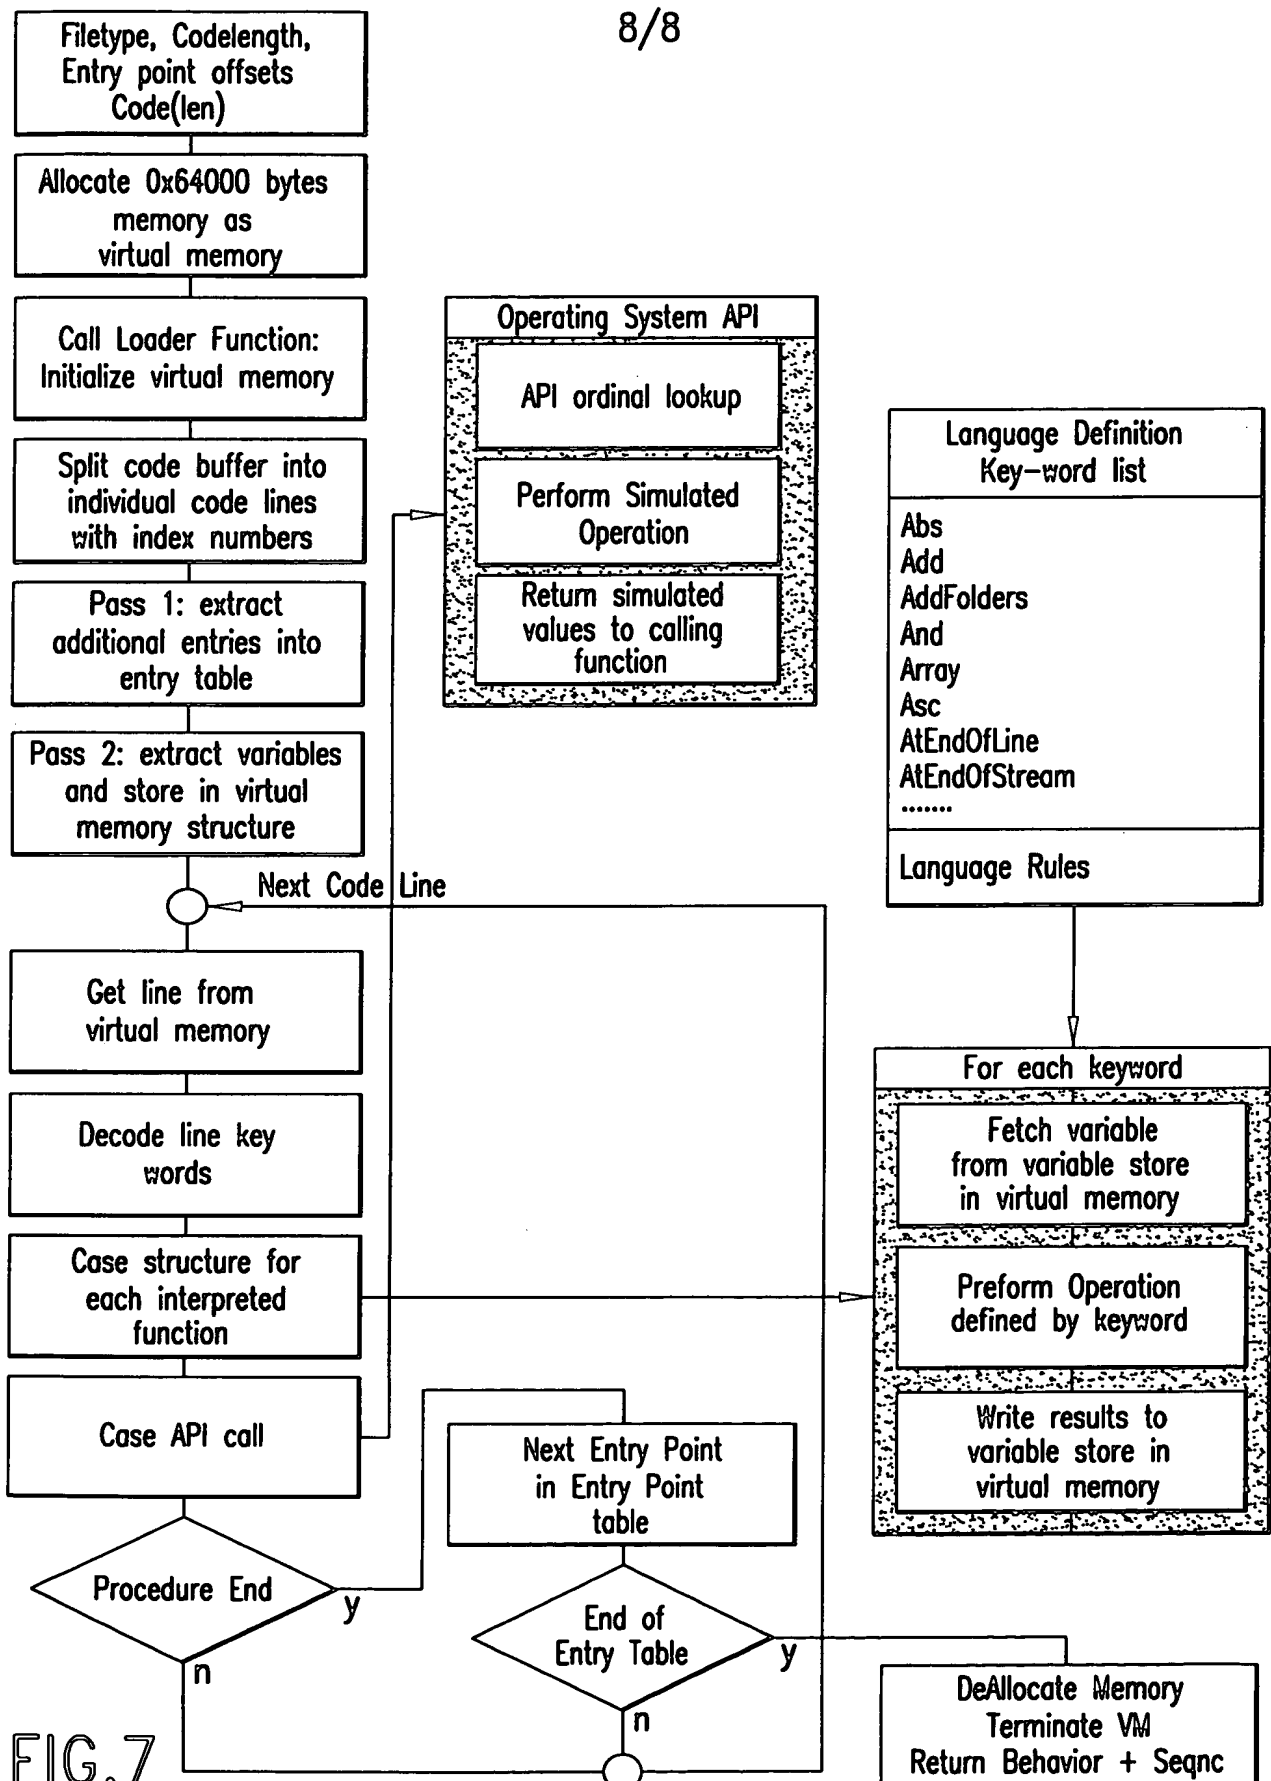 8/8
Filetype, Codelength,
Entry point offsets
Code(len)
Allocate 0x64000 bytes
memory as
virtual memory
Call Loader Function:
Initialize virtual memory
Split code buffer into
individual code lines
with index numbers
Pass 1: extract
additional entries into
entry table
Pass 2: extract variables
and store in virtual
memory structure
Next Code Line
Get line from
virtual memory
Decode line key
words
Case structure for
each interpreted
function
Case API call
Procedure End
y
n
Operating System API
API ordinal lookup
Perform Simulated
Operation
Return simulated
values to calling
function
Language Definition
Key-word list
Abs
Add
AddFolders
And
Array
Asc
AtEndOfLine
AtEndOfStream
.......
Language Rules
For each keyword
Fetch variable
from variable store
in virtual memory
Preform Operation
defined by keyword
Write results to
variable store in
virtual memory
Next Entry Point
in Entry Point
table
End of
Entry Table
y
n
DeAllocate Memory
Terminate VM
Return Behavior + Seqnc
FIG.7